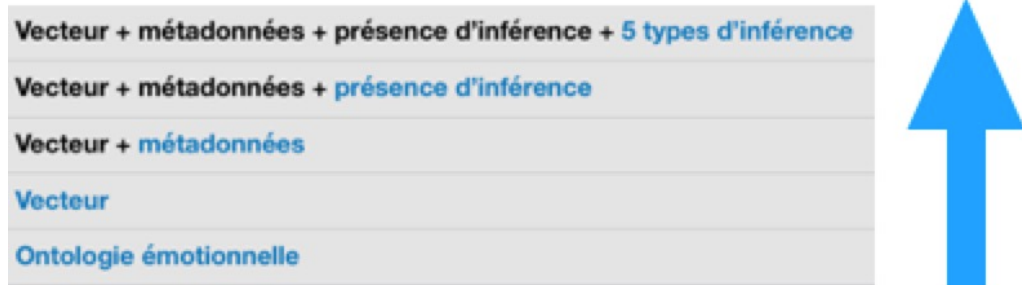 Vecteur + métadonnées + présence d'inférence + 5 types d'inférence
Vecteur + métadonnées + présence d'inférence
Vecteur + métadonnées
Vecteur
Ontologie émotionnelle